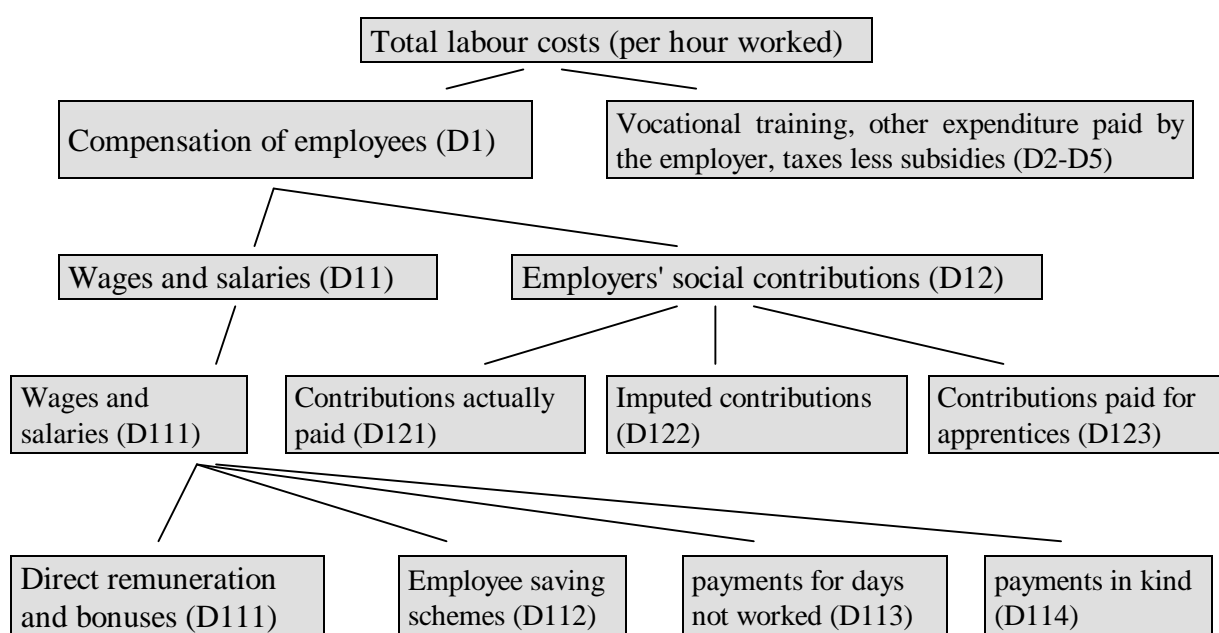 Total labour costs (per hour worked)
Compensation of employees (D1)
Vocational training, other expenditure paid by
the employer, taxes less subsidies (D2-D5)
Wages and salaries (D11)
Employers' social contributions (D12)
Wages and
salaries (D111)
Contributions actually
paid (D121)
Imputed contributions
(D122)
Contributions paid for
apprentices (D123)
Direct remuneration
and bonuses (D111)
Employee saving
schemes (D112)
payments for days
not worked (D113)
payments in kind
(D114)